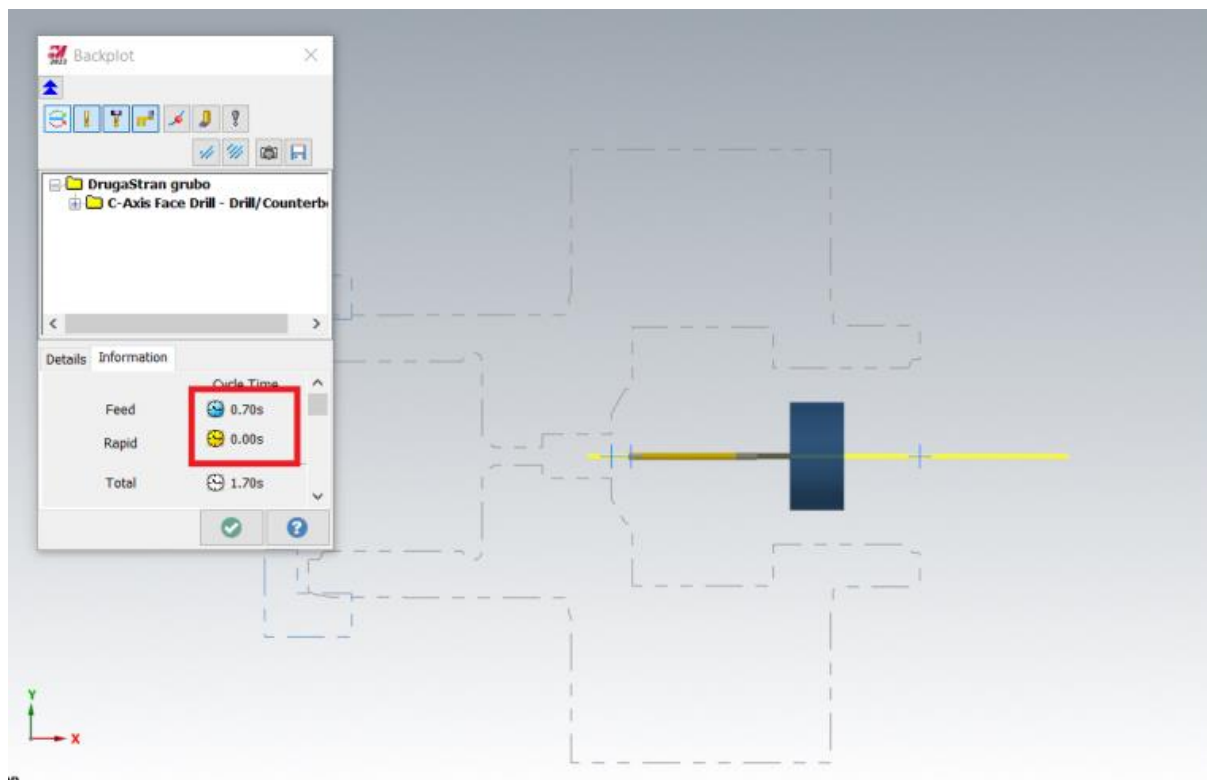 Backplot
DrugaStran grubo
C-Axis Face Drill - Drill/Counterb
Details Information
Cycle Time
Feed 0.70s
Rapid 0.00s
Total 1.70s
Y
X